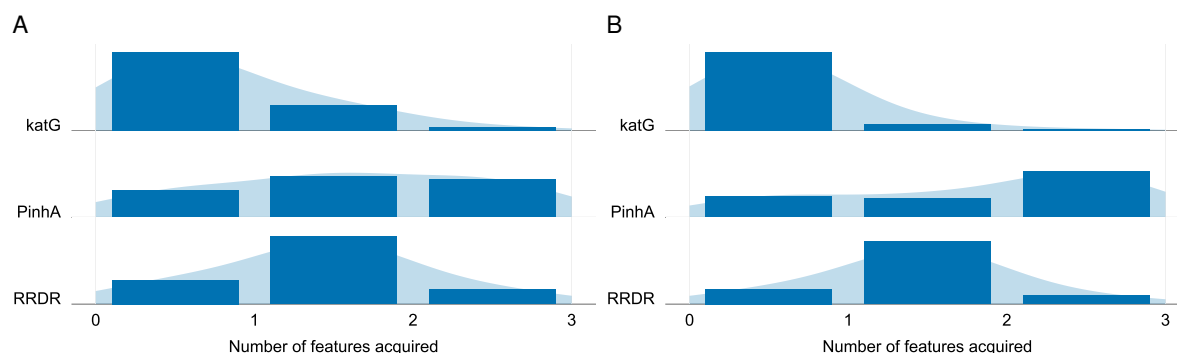 A
katG
PinhA
RRDR
0 1 2 3
Number of features acquired
B
katG
PinhA
RRDR
0 1 2 3
Number of features acquired